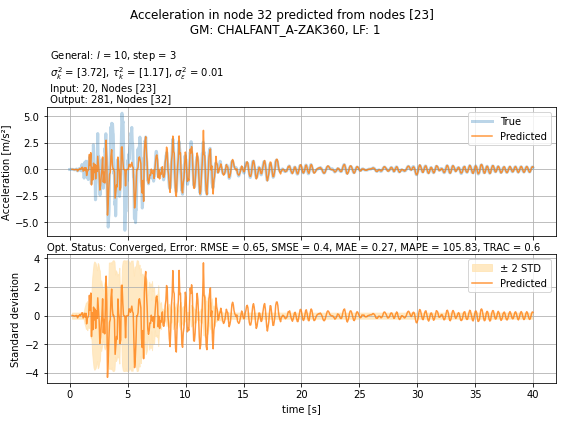 Acceleration in node 32 predicted from nodes [23]
GM: CHALFANT_A-ZAK360, LF: 1
General: l = 10, step = 3
σ²ₖ = [3.72], τ²ₖ = [1.17], σ²ε = 0.01
Input: 20, Nodes [23]
Output: 281, Nodes [32]
Acceleration [m/s²]
5.0
2.5
0.0
−2.5
−5.0
True
Predicted
Opt. Status: Converged, Error: RMSE = 0.65, SMSE = 0.4, MAE = 0.27, MAPE = 105.83, TRAC = 0.6
Standard deviation
4
2
0
−2
−4
± 2 STD
Predicted
0 5 10 15 20 25 30 35 40
time [s]